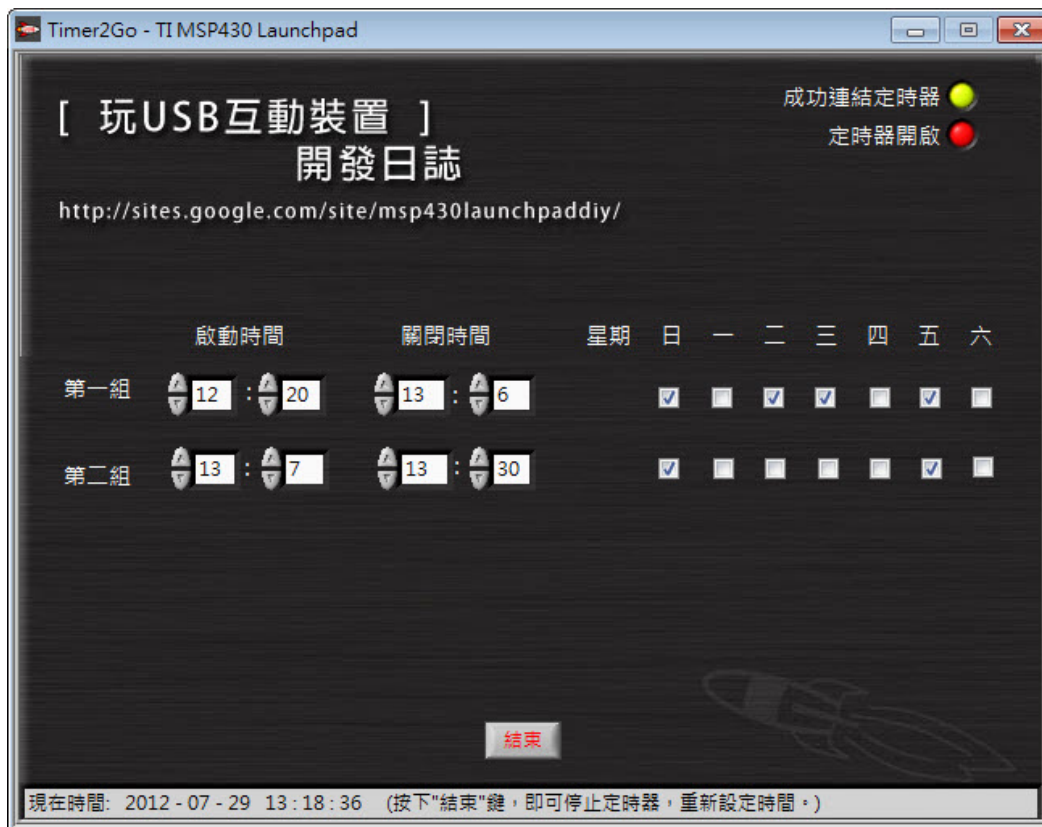 Timer2Go - TI MSP430 Launchpad
[ 玩USB互動裝置 ]
開發日誌
http://sites.google.com/site/msp430launchpaddiy/
成功連結定時器
定時器開啟
啟動時間 關閉時間 星期 日 一 二 三 四 五 六
第一組 12 : 20 13 : 6
第二組 13 : 7 13 : 30
結束
現在時間: 2012 - 07 - 29 13 : 18 : 36 (按下"結束"鍵,即可停止定時器,重新設定時間。)